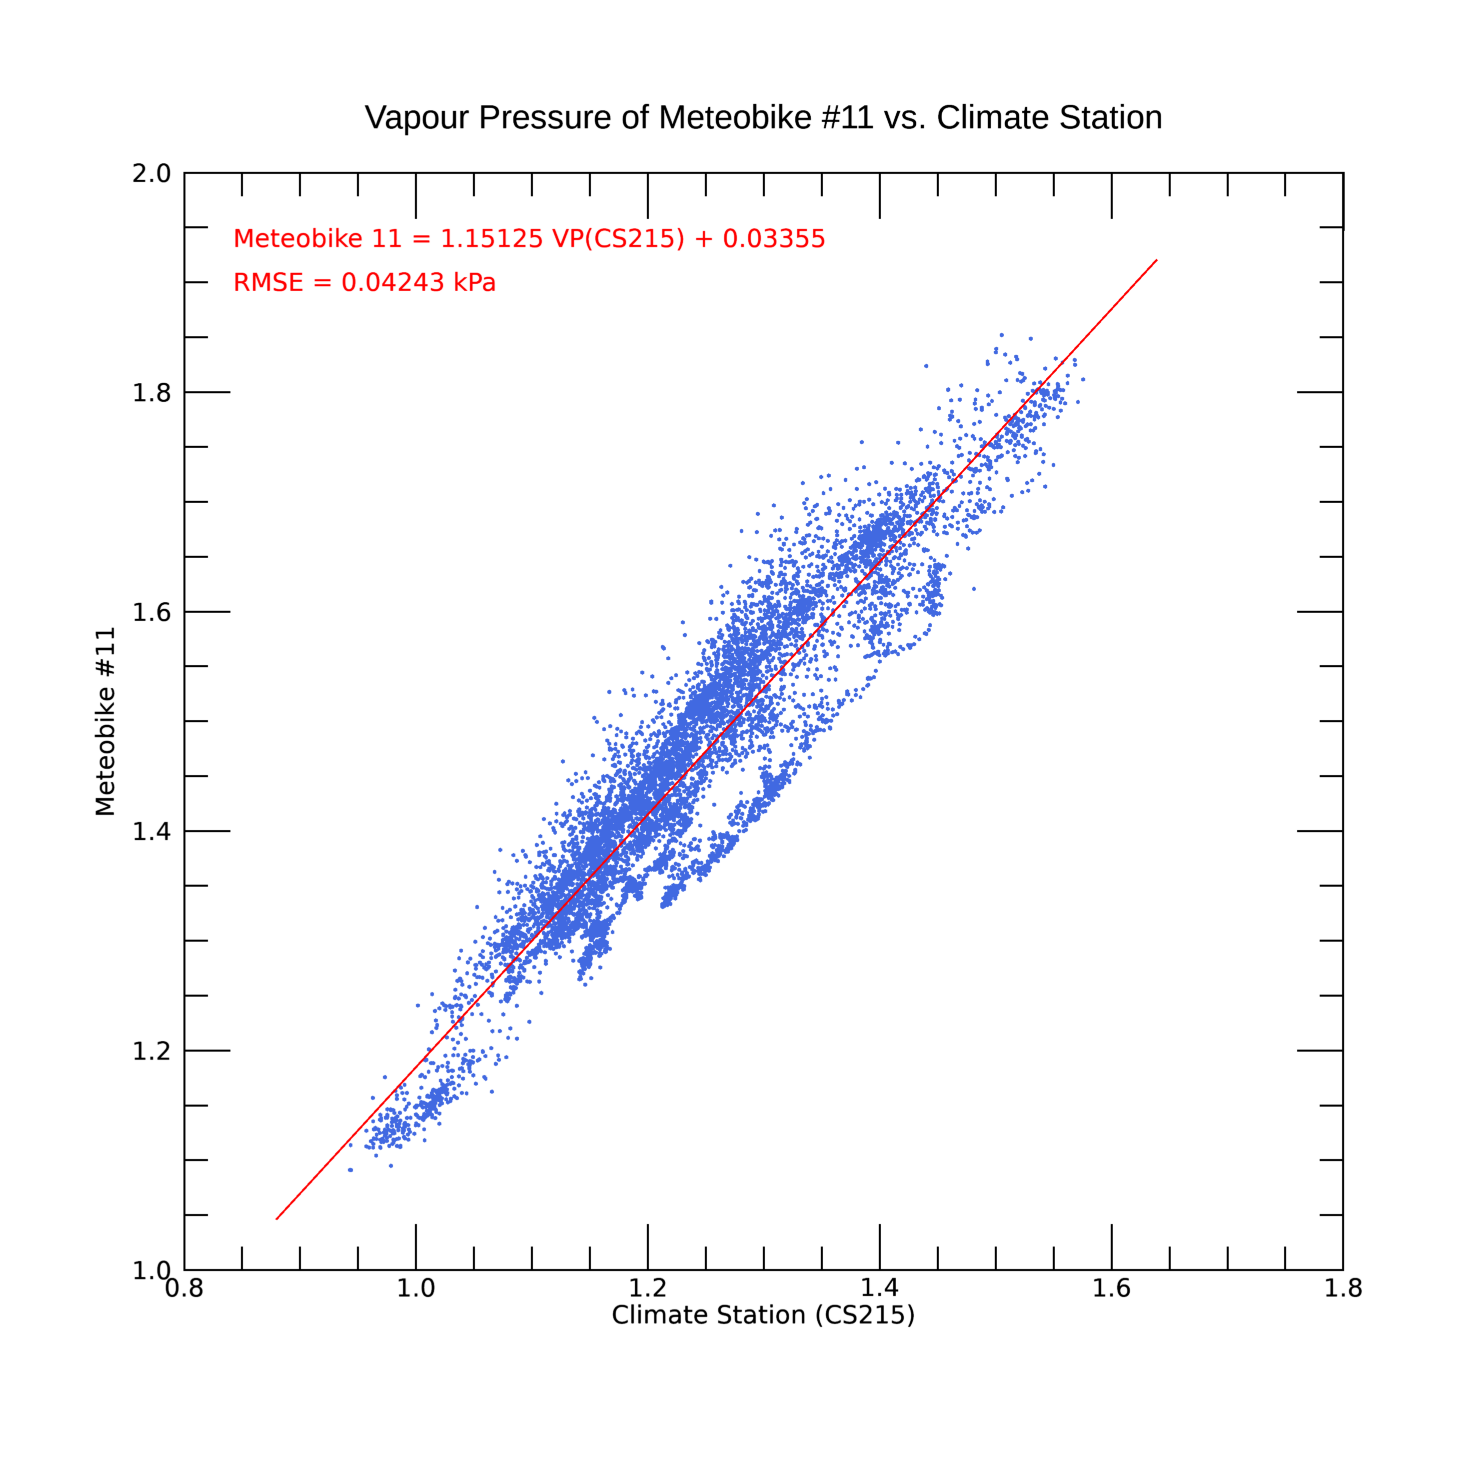 Vapour Pressure of Meteobike #11 vs. Climate Station
2.0
Meteobike 11 = 1.15125 VP(CS215) + 0.03355
RMSE = 0.04243 kPa
1.8
1.6
Meteobike #11
1.4
1.2
1.0
0.8 1.0 1.2 1.4 1.6 1.8
Climate Station (CS215)